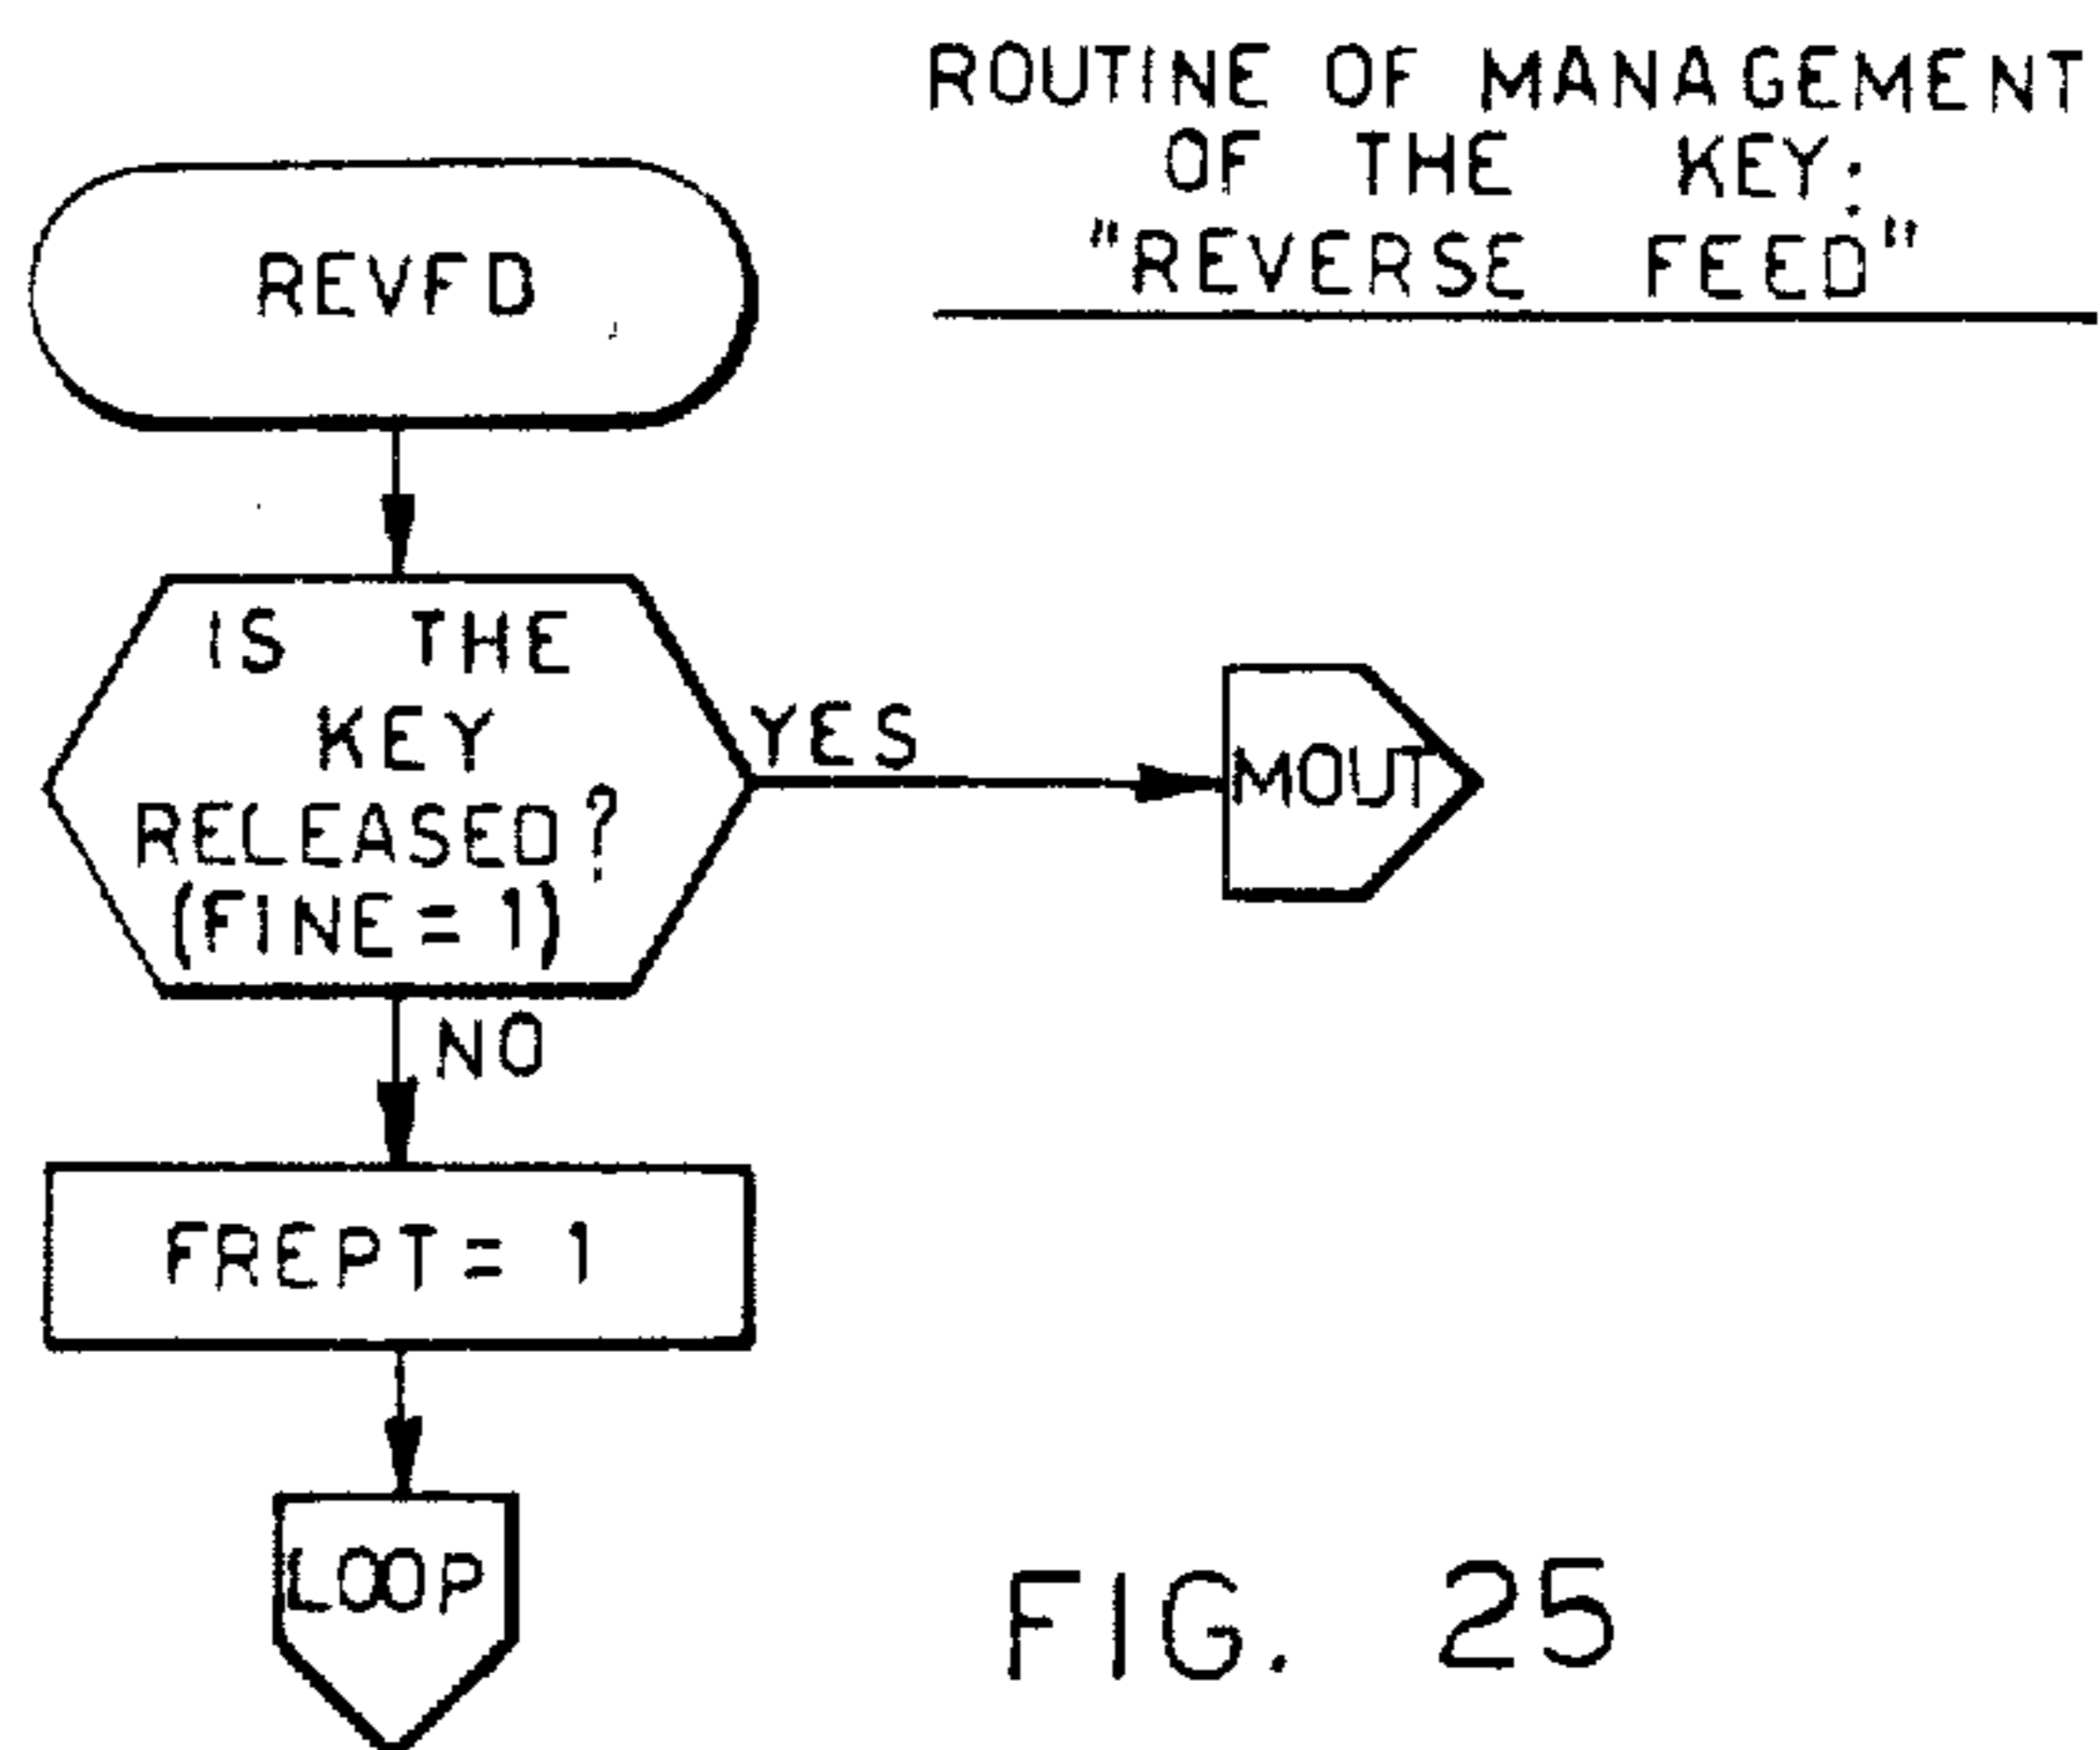 ROUTINE OF MANAGEMENT
OF THE KEY:
"REVERSE FEED"
REVFD
IS THE
KEY
RELEASED?
(FINE=1)
YES
MOUT
NO
FREPT=1
LOOP
FIG. 25